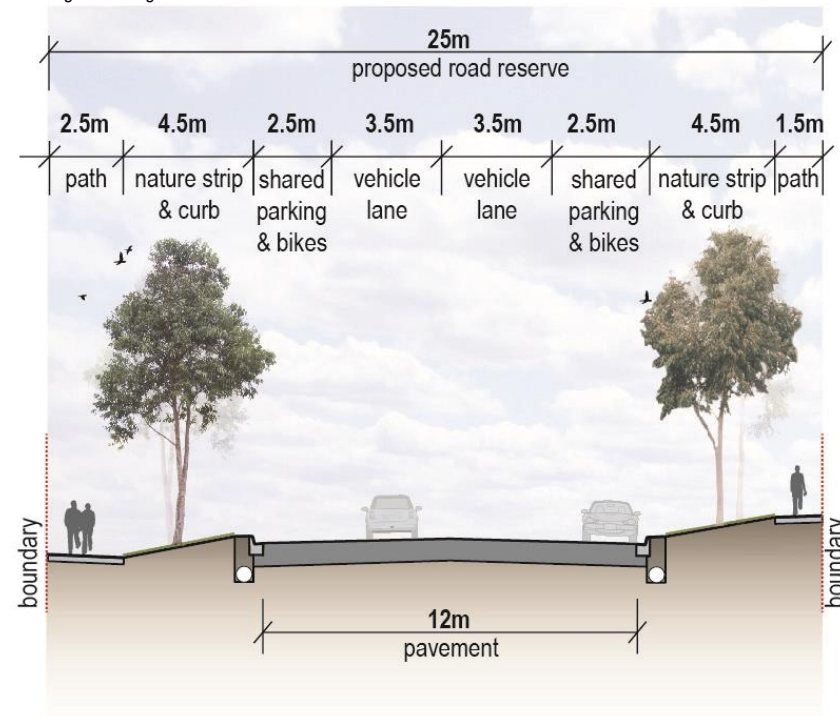 25m
proposed road reserve
2.5m 4.5m 2.5m 3.5m 3.5m 2.5m 4.5m 1.5m
path nature strip shared vehicle vehicle shared nature strip path
& curb parking lane lane parking & curb
& bikes & bikes
boundary
boundary
12m
pavement